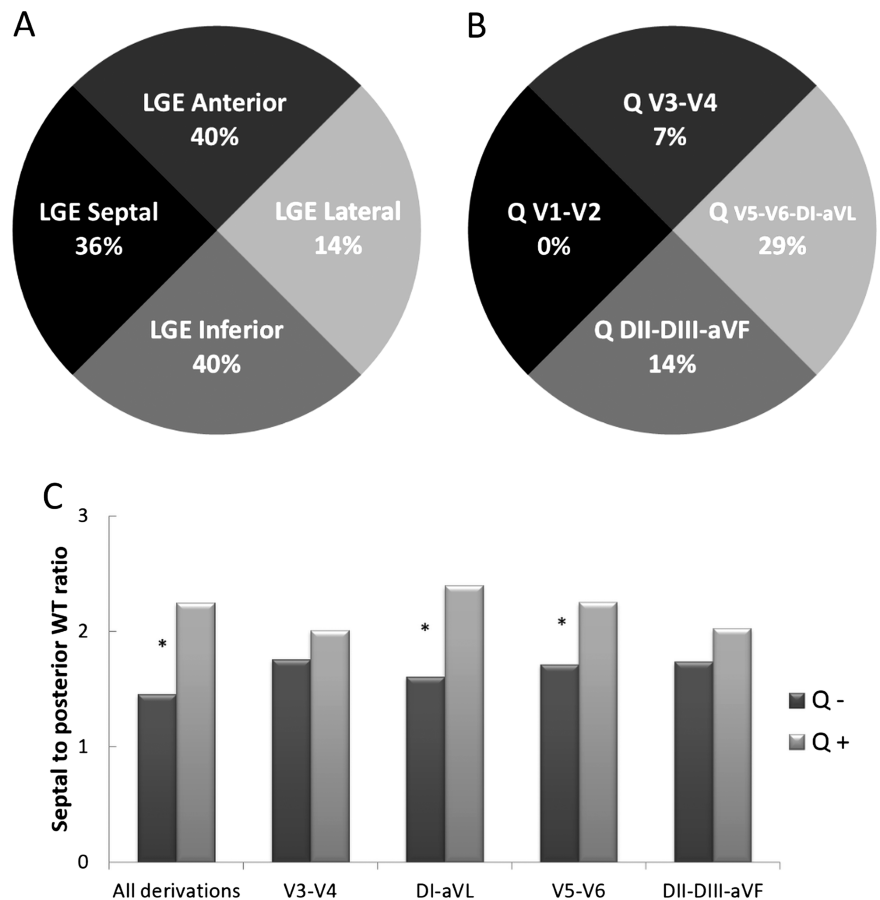 A
LGE Anterior
40%
LGE Septal
36%
LGE Lateral
14%
LGE Inferior
40%
B
Q V3-V4
7%
Q V1-V2
0%
Q V5-V6-DI-aVL
29%
Q DII-DIII-aVF
14%
C
Septal to posterior WT ratio
3
2
1
0
*
*
*
All derivations
V3-V4
DI-aVL
V5-V6
DII-DIII-aVF
Q -
Q +